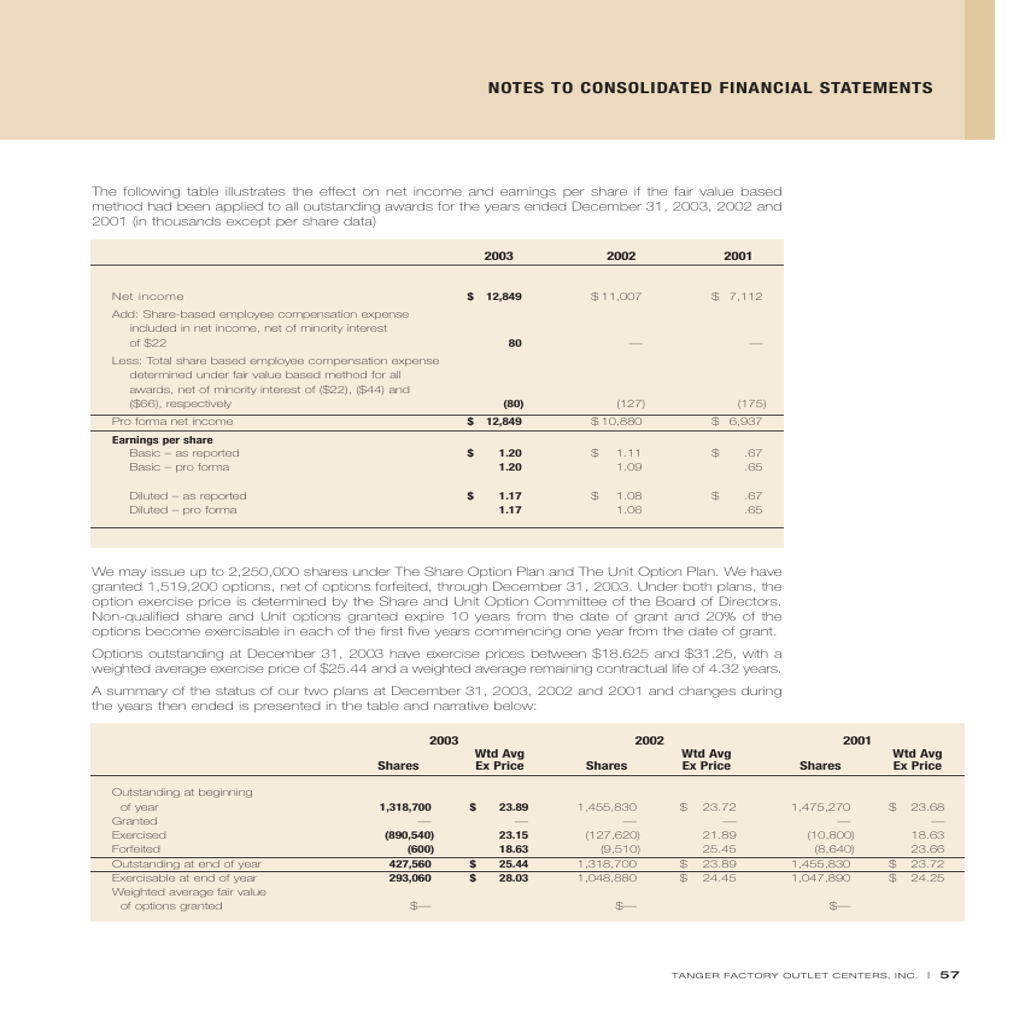 NOTES TO CONSOLIDATED FINANCIAL STATEMENTS
The following table illustrates the effect on net income and earnings per share if the fair value based
method had been applied to all outstanding awards for the years ended December 31, 2003, 2002 and
2001 (in thousands except per share data)
2003 2002 2001
Net income $ 12,849 $ 11,007 $ 7,112
Add: Share-based employee compensation expense
included in net income, net of minority interest
of $22 80 — —
Less: Total share based employee compensation expense
determined under fair value based method for all
awards, net of minority interest of ($22), ($44) and
($66), respectively (80) (127) (175)
Pro forma net income $ 12,849 $ 10,880 $ 6,937
Earnings per share
Basic – as reported $ 1.20 $ 1.11 $ .67
Basic – pro forma 1.20 1.09 .65
Diluted – as reported $ 1.17 $ 1.08 $ .67
Diluted – pro forma 1.17 1.06 .65
We may issue up to 2,250,000 shares under The Share Option Plan and The Unit Option Plan. We have
granted 1,519,200 options, net of options forfeited, through December 31, 2003. Under both plans, the
option exercise price is determined by the Share and Unit Option Committee of the Board of Directors.
Non-qualified share and Unit options granted expire 10 years from the date of grant and 20% of the
options become exercisable in each of the first five years commencing one year from the date of grant.
Options outstanding at December 31, 2003 have exercise prices between $18.625 and $31.25, with a
weighted average exercise price of $25.44 and a weighted average remaining contractual life of 4.32 years.
A summary of the status of our two plans at December 31, 2003, 2002 and 2001 and changes during
the years then ended is presented in the table and narrative below:
2003 2002 2001
Wtd Avg Wtd Avg Wtd Avg
Shares Ex Price Shares Ex Price Shares Ex Price
Outstanding at beginning
of year 1,318,700 $ 23.89 1,455,830 $ 23.72 1,475,270 $ 23.68
Granted — — — — — —
Exercised (890,540) 23.15 (127,620) 21.89 (10,800) 18.63
Forfeited (600) 18.63 (9,510) 25.45 (8,640) 23.66
Outstanding at end of year 427,560 $ 25.44 1,318,700 $ 23.89 1,455,830 $ 23.72
Exercisable at end of year 293,060 $ 28.03 1,048,880 $ 24.45 1,047,890 $ 24.25
Weighted average fair value
of options granted $— $— $—
TANGER FACTORY OUTLET CENTERS, INC. | 57